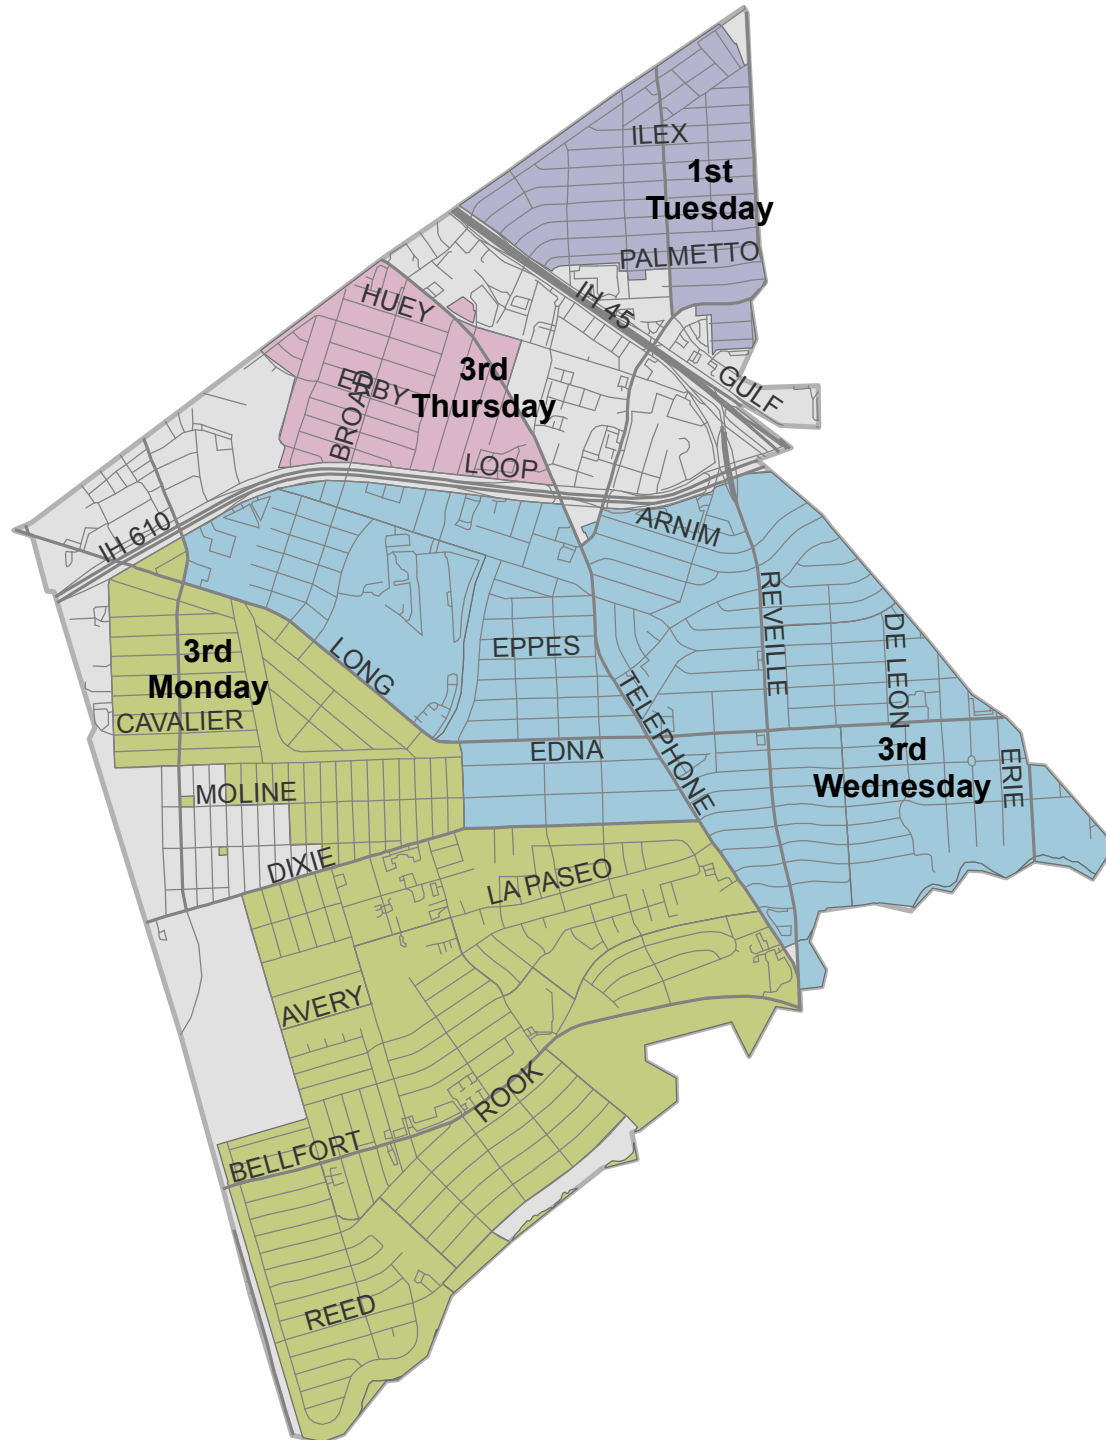 ILEX
1st
Tuesday
PALMETTO
IH 45
HUEY
GULF
3rd
Thursday
ERBY
BROAD
LOOP
IH 610
ARNIM
REVEILLE
DE LEON
EPPES
LONG
3rd
Monday
CAVALIER
TELEPHONE
EDNA
3rd
Wednesday
ERIE
MOLINE
DIXIE
LA PASEO
AVERY
ROOK
BELLFORT
REED